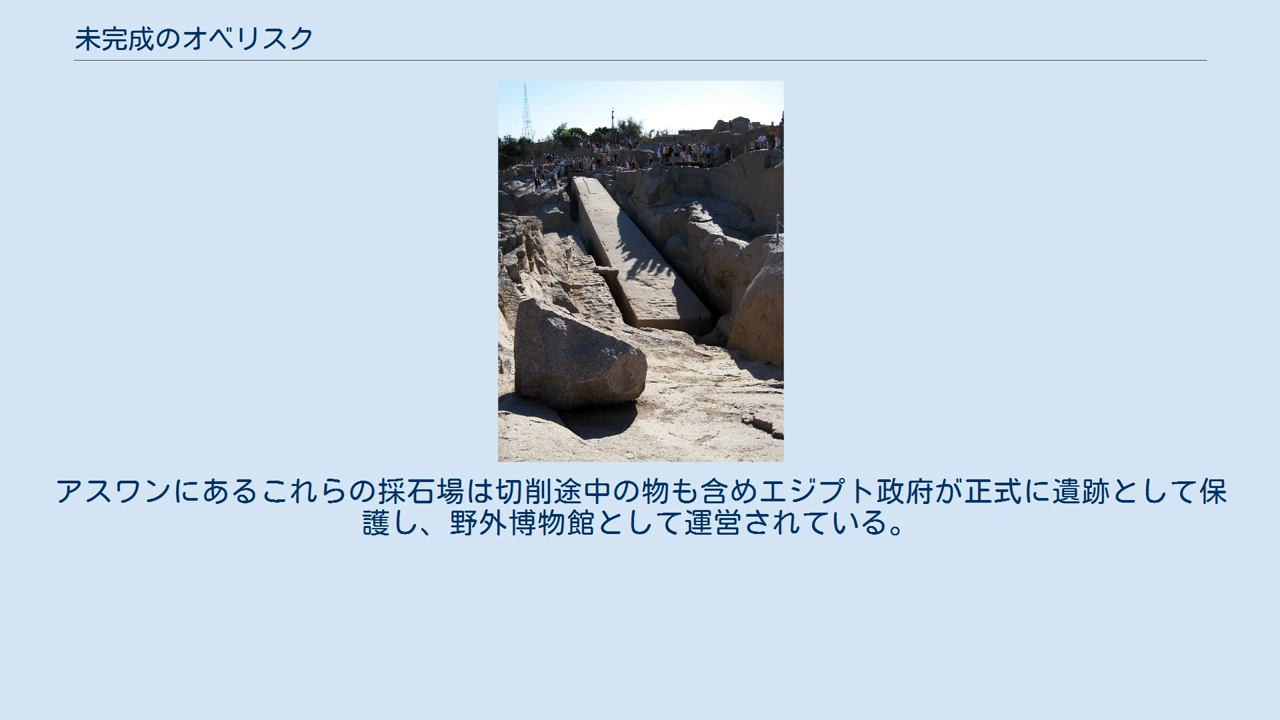 未完成のオベリスク
アスワンにあるこれらの採石場は切削途中の物も含めエジプト政府が正式に遺跡として保
護し、野外博物館として運営されている。